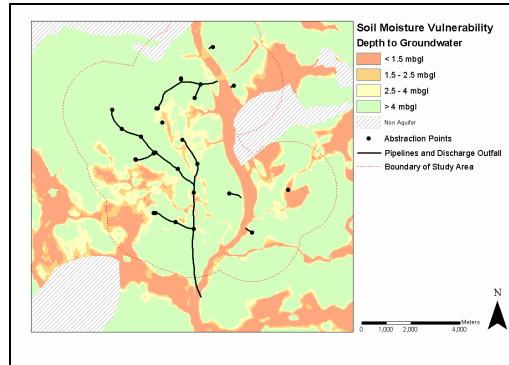 Soil Moisture Vulnerability
Depth to Groundwater
< 1.5 mbgl
1.5 - 2.5 mbgl
2.5 - 4 mbgl
> 4 mbgl
Non Aquifer
Abstraction Points
Pipelines and Discharge Outfall
Boundary of Study Area
N
Meters
0 1,000 2,000 4,000